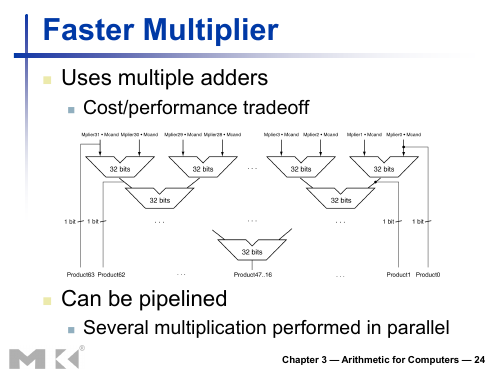 Faster Multiplier
Uses multiple adders
Cost/performance tradeoff
Mplier31 • Mcand Mplier30 • Mcand Mplier29 • Mcand Mplier28 • Mcand Mplier3 • Mcand Mplier2 • Mcand Mplier1 • Mcand Mplier0 • Mcand
32 bits 32 bits . . . 32 bits 32 bits
32 bits 32 bits
1 bit 1 bit . . . . . . . . . 1 bit 1 bit
32 bits
Product63 Product62 . . . Product47..16 . . . Product1 Product0
Can be pipelined
Several multiplication performed in parallel
MK®
Chapter 3 — Arithmetic for Computers — 24